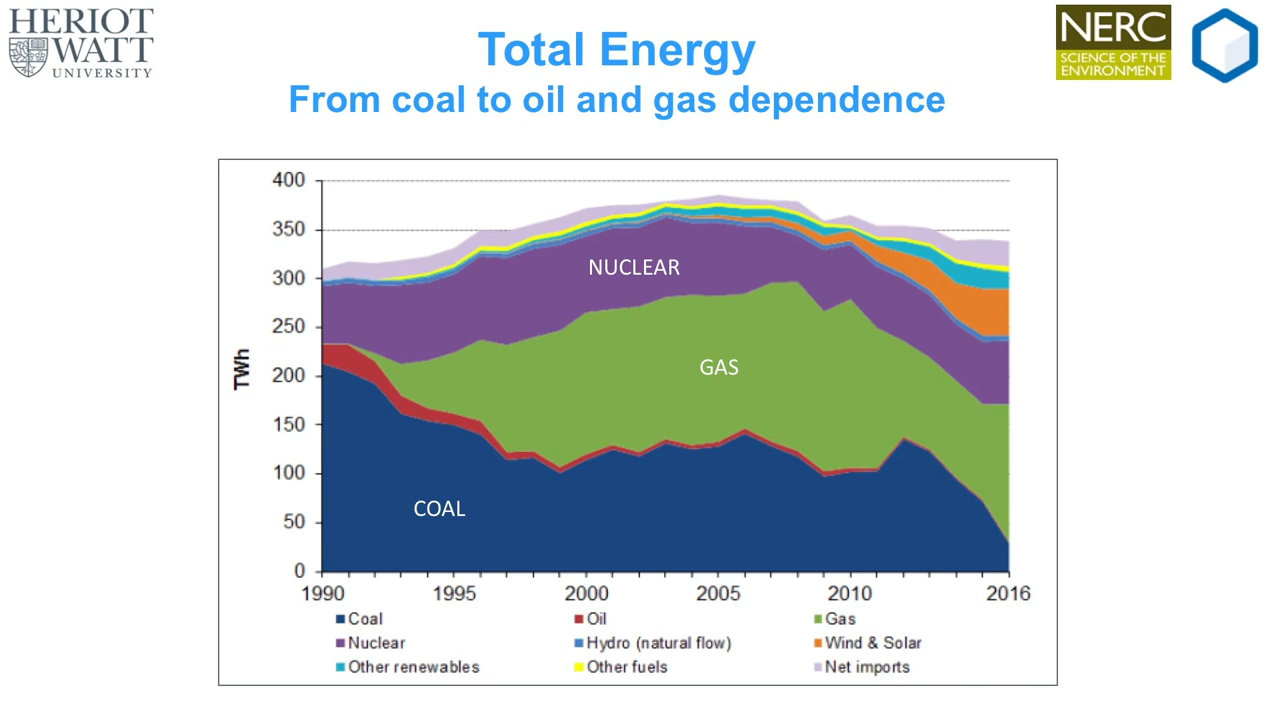 HERIOT
WATT
UNIVERSITY
Total Energy
From coal to oil and gas dependence
NERC
SCIENCE OF THE
ENVIRONMENT
400
350
300
250
200
150
100
50
0
TWh
NUCLEAR
GAS
COAL
1990 1995 2000 2005 2010 2016
Coal Oil Gas
Nuclear Hydro (natural flow) Wind & Solar
Other renewables Other fuels Net imports